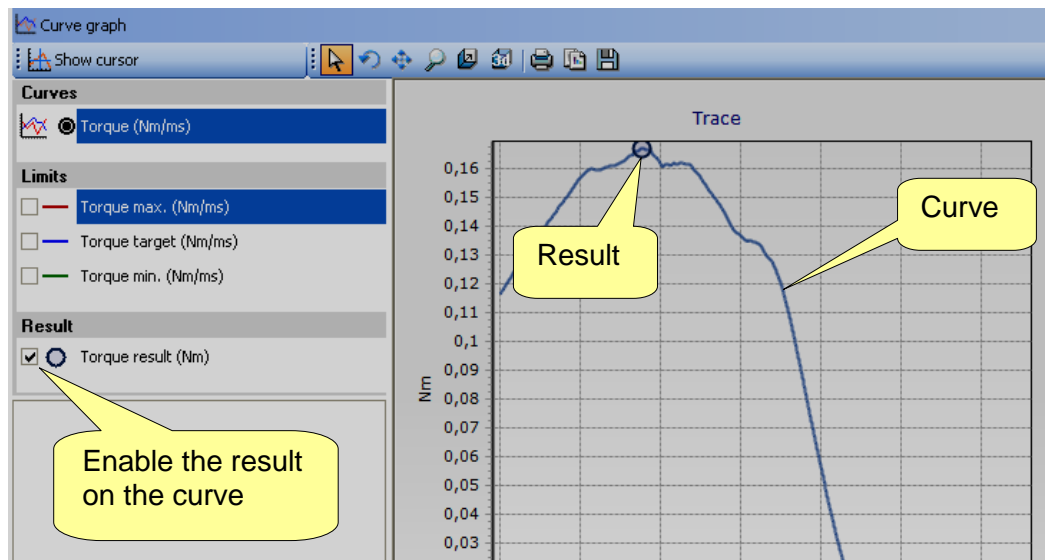 Curve graph
Show cursor
Curves
Torque (Nm/ms)
Limits
Torque max. (Nm/ms)
Torque target (Nm/ms)
Torque min. (Nm/ms)
Result
Torque result (Nm)
Enable the result
on the curve
Trace
Nm
0,16
0,15
0,14
0,13
0,12
0,11
0,1
0,09
0,08
0,07
0,06
0,05
0,04
0,03
Result
Curve